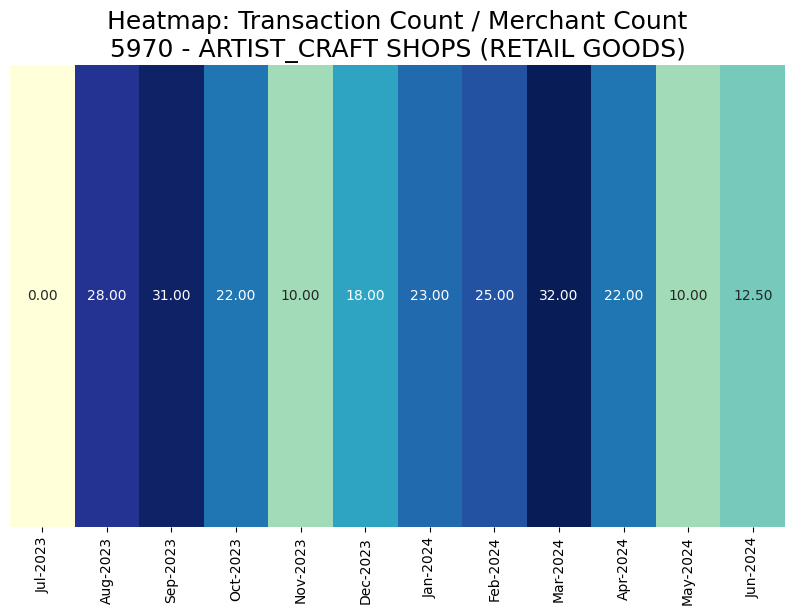 Heatmap: Transaction Count / Merchant Count
5970 - ARTIST_CRAFT SHOPS (RETAIL GOODS)
0.00 28.00 31.00 22.00 10.00 18.00 23.00 25.00 32.00 22.00 10.00 12.50
Jul-2023 Aug-2023 Sep-2023 Oct-2023 Nov-2023 Dec-2023 Jan-2024 Feb-2024 Mar-2024 Apr-2024 May-2024 Jun-2024